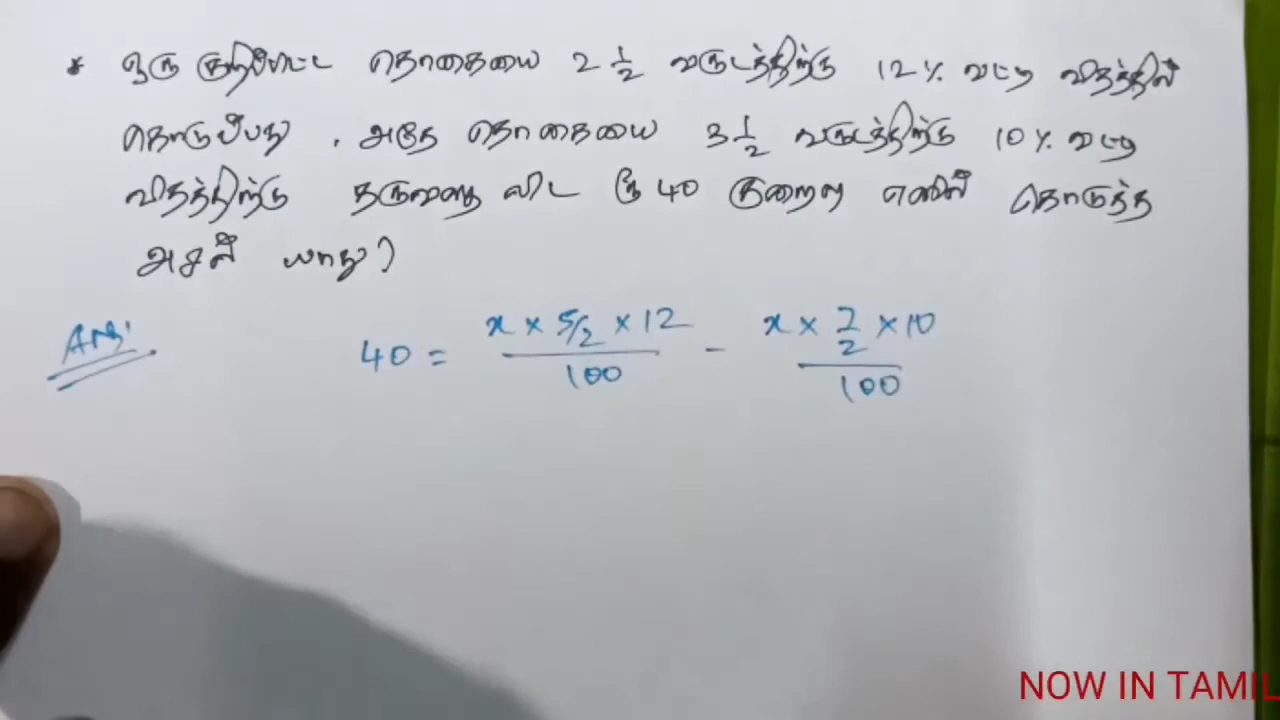 * ஒரு குறிப்பிட்ட தொகையை 2 1/2 வருடத்திற்கு 12% வட்டி விதத்தில்
கொடுப்பது , அதே தொகையை 3 1/2 வருடத்திற்கு 10% வட்டி
விதத்திற்கு தருவதை விட ரூ 40 குறைவு எனில் கொடுத்த
அசல் யாது?
Ans' 40 = x × 5/2 × 12 / 100 - x × 7/2 × 10 / 100
NOW IN TAMIL